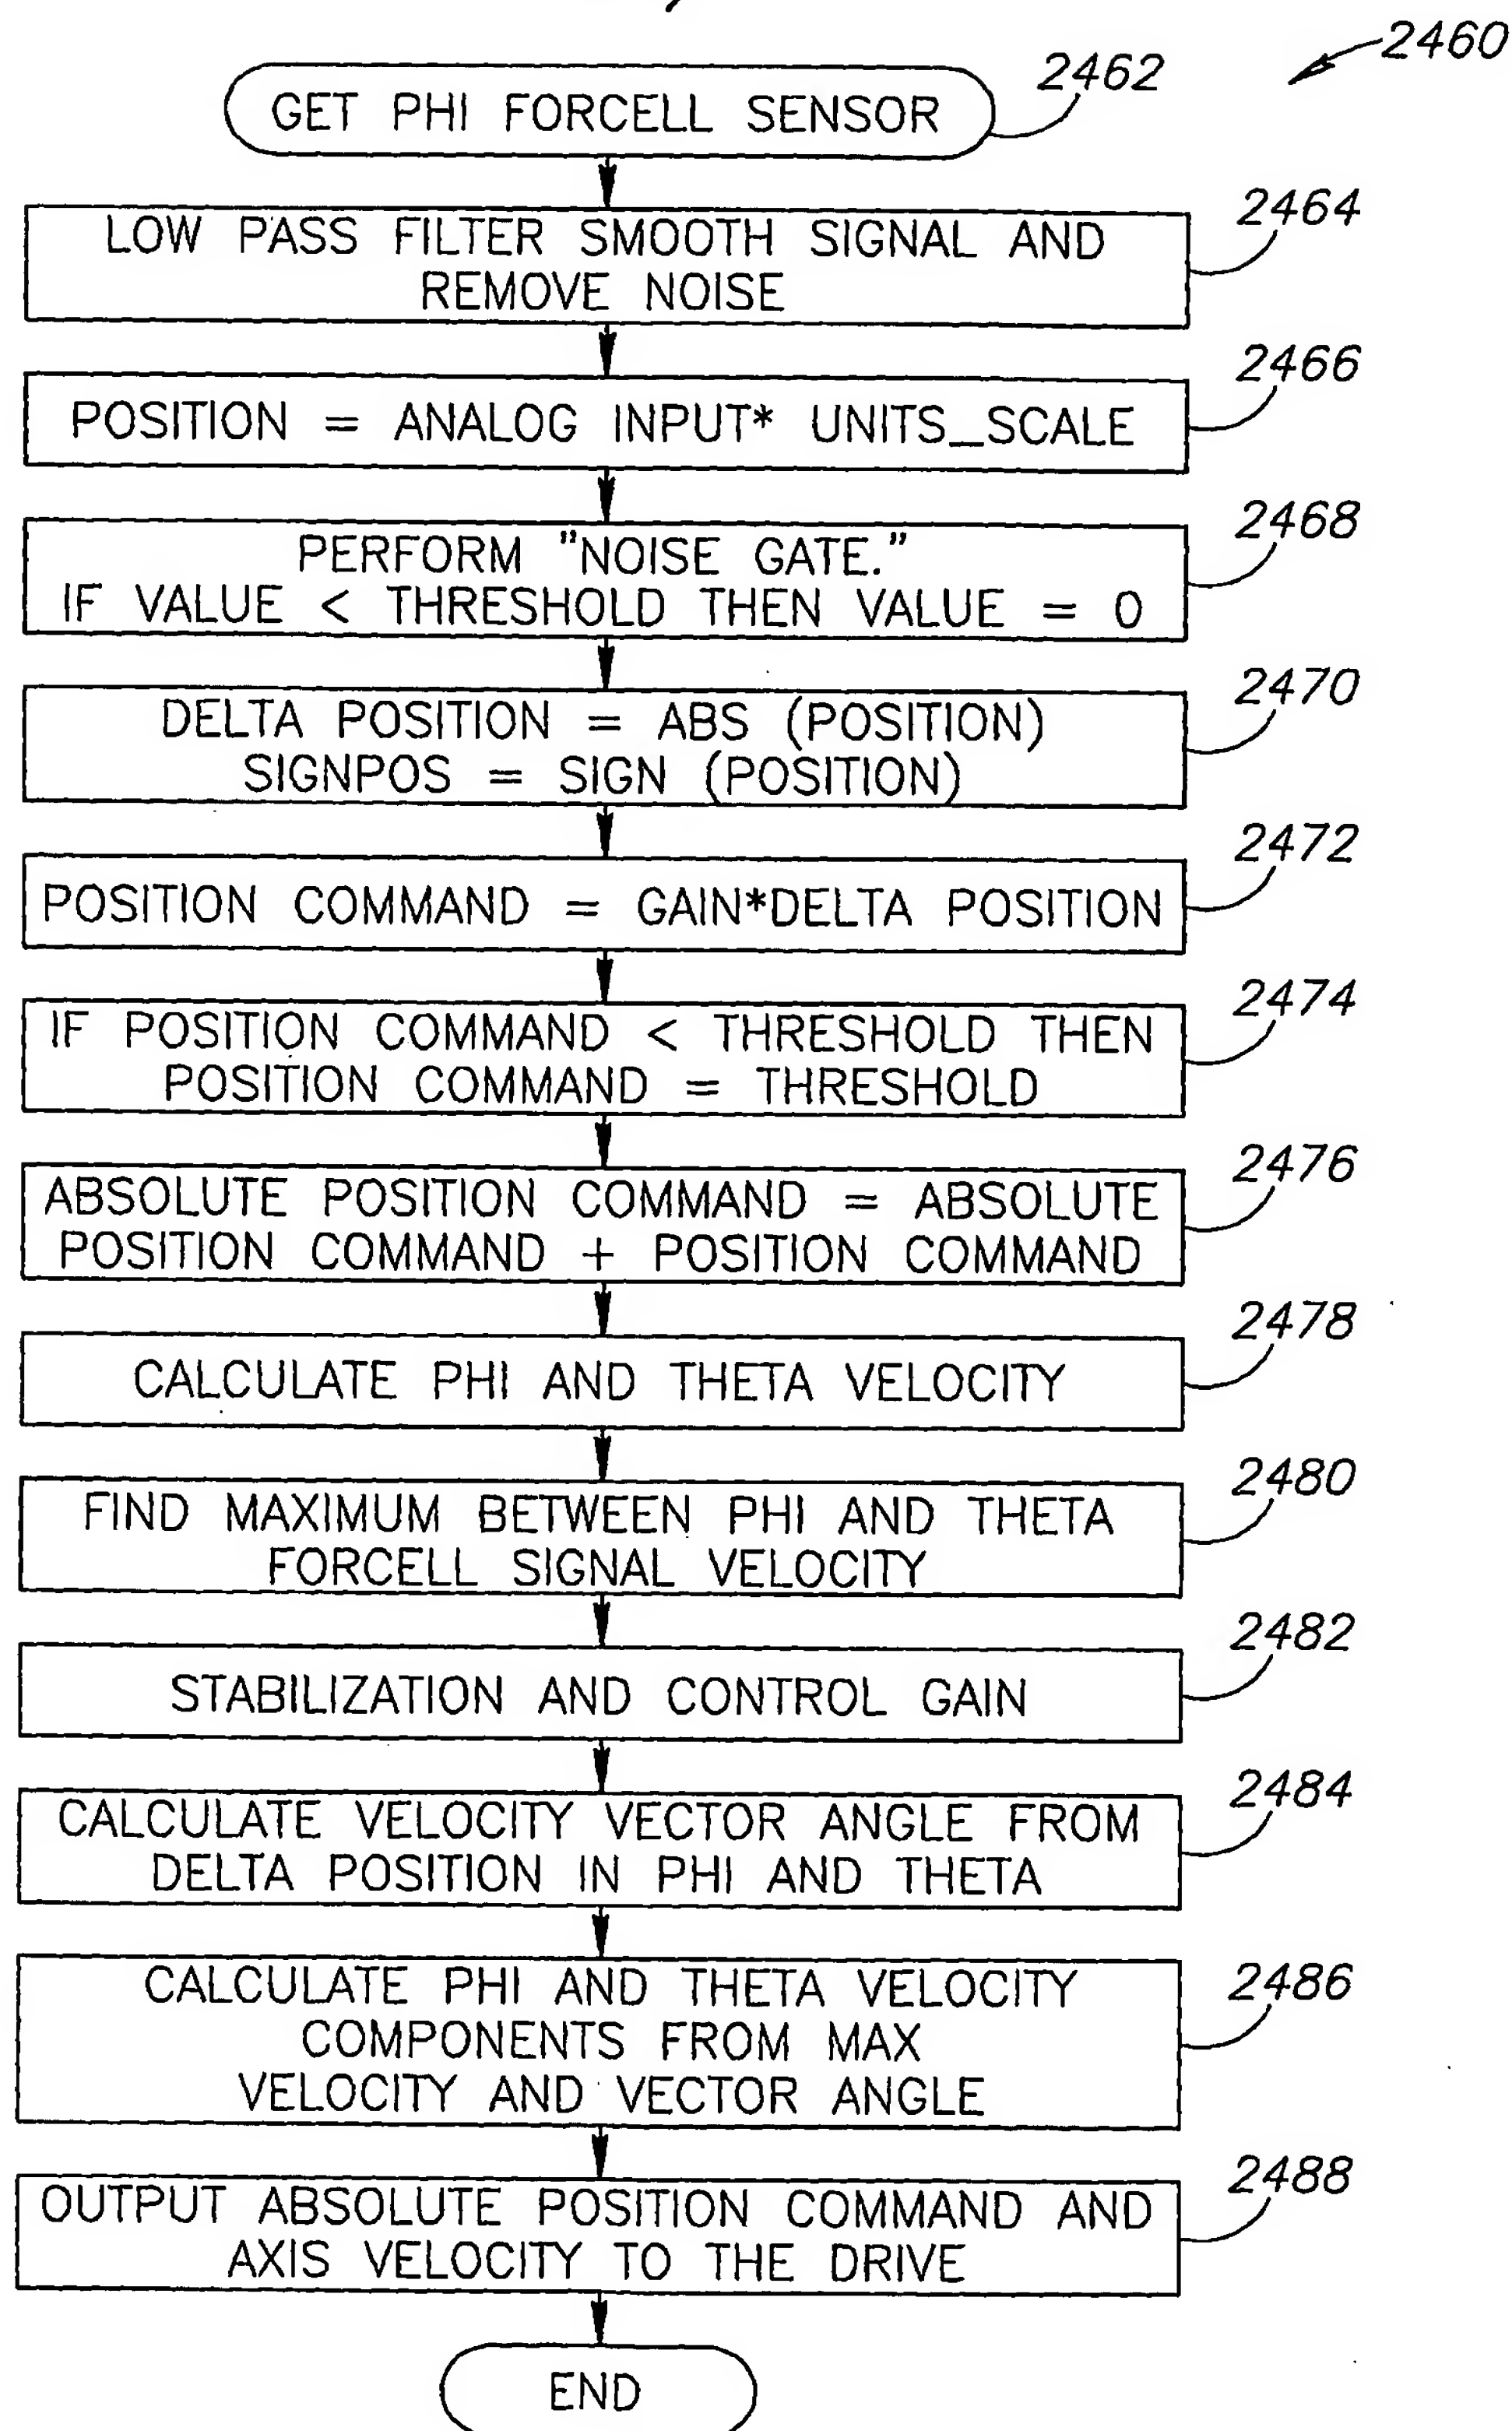 2460
GET PHI FORCELL SENSOR
2462
LOW PASS FILTER SMOOTH SIGNAL AND
REMOVE NOISE
2464
POSITION = ANALOG INPUT* UNITS_SCALE
2466
PERFORM "NOISE GATE."
IF VALUE < THRESHOLD THEN VALUE = 0
2468
DELTA POSITION = ABS (POSITION)
SIGNPOS = SIGN (POSITION)
2470
POSITION COMMAND = GAIN*DELTA POSITION
2472
IF POSITION COMMAND < THRESHOLD THEN
POSITION COMMAND = THRESHOLD
2474
ABSOLUTE POSITION COMMAND = ABSOLUTE
POSITION COMMAND + POSITION COMMAND
2476
CALCULATE PHI AND THETA VELOCITY
2478
FIND MAXIMUM BETWEEN PHI AND THETA
FORCELL SIGNAL VELOCITY
2480
STABILIZATION AND CONTROL GAIN
2482
CALCULATE VELOCITY VECTOR ANGLE FROM
DELTA POSITION IN PHI AND THETA
2484
CALCULATE PHI AND THETA VELOCITY
COMPONENTS FROM MAX
VELOCITY AND VECTOR ANGLE
2486
OUTPUT ABSOLUTE POSITION COMMAND AND
AXIS VELOCITY TO THE DRIVE
2488
END